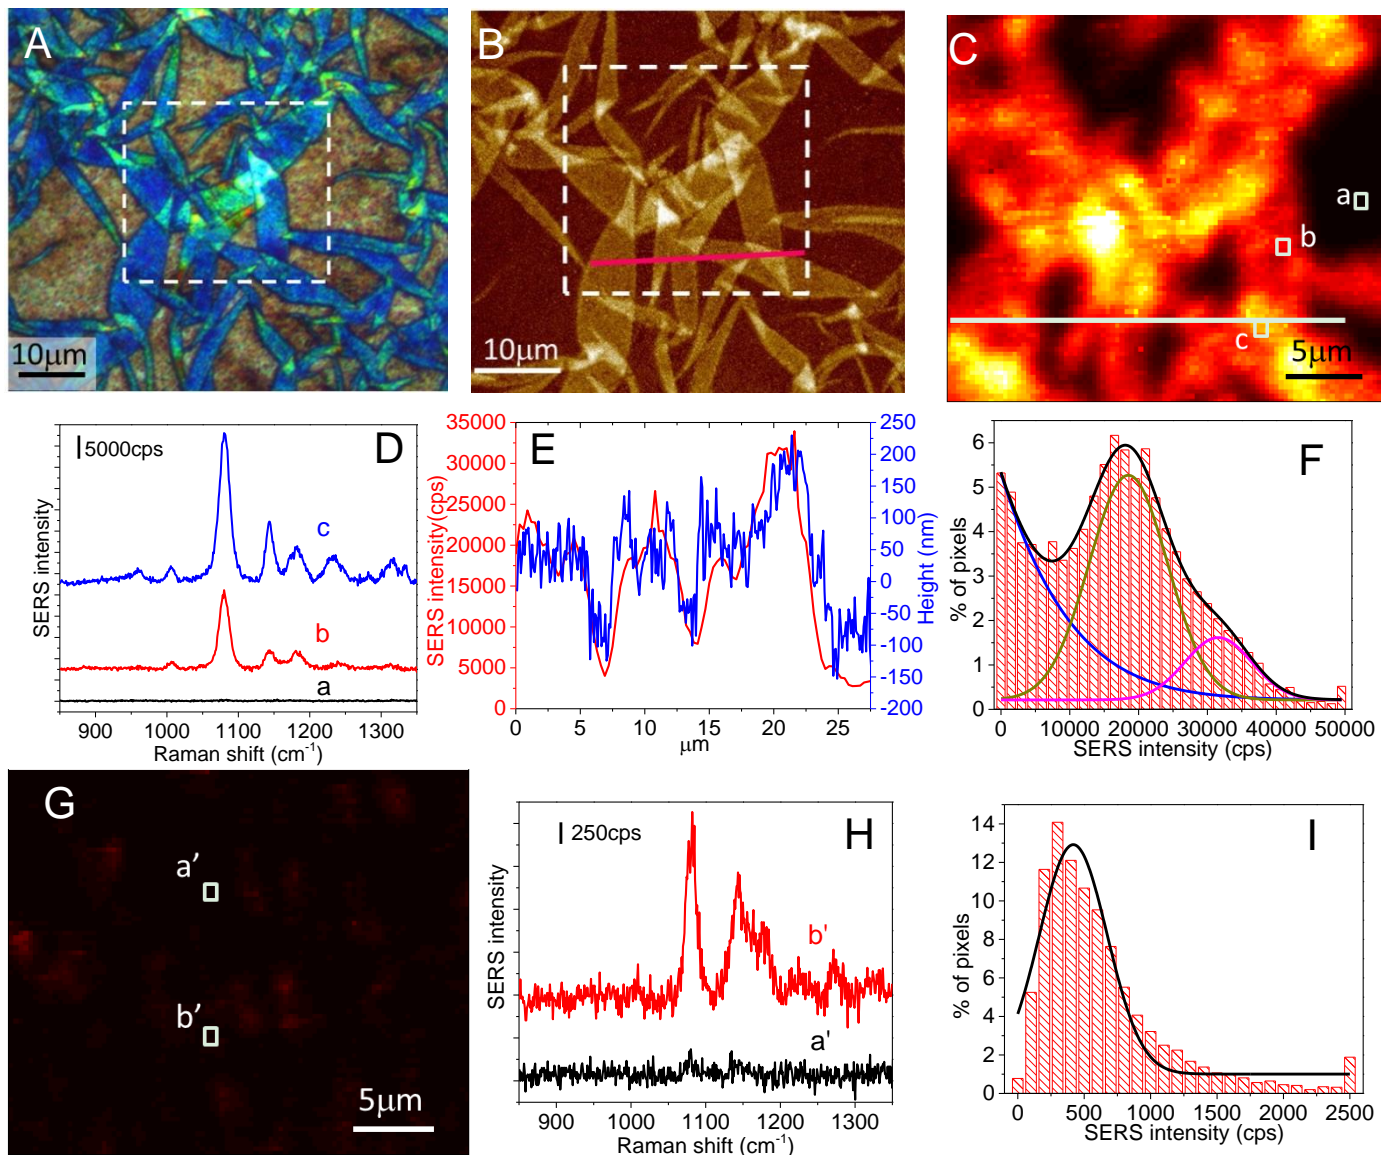 A
10µm
B
10µm
C
a
b
c
5µm
D
5000cps
c
b
a
SERS intensity
900 1000 1100 1200 1300
Raman shift (cm-1)
E
35000
30000
25000
20000
15000
10000
5000
0
SERS intensity(cps)
250
200
150
100
50
0
-50
-100
-150
-200
Height (nm)
0 5 10 15 20 25
µm
F
6
5
4
3
2
1
0
% of pixels
0 10000 20000 30000 40000 50000
SERS intensity (cps)
G
a’
b’
5µm
H
250cps
b'
a'
SERS intensity
900 1000 1100 1200 1300
Raman shift (cm-1)
I
14
12
10
8
6
4
2
0
% of pixels
0 500 1000 1500 2000 2500
SERS intensity (cps)